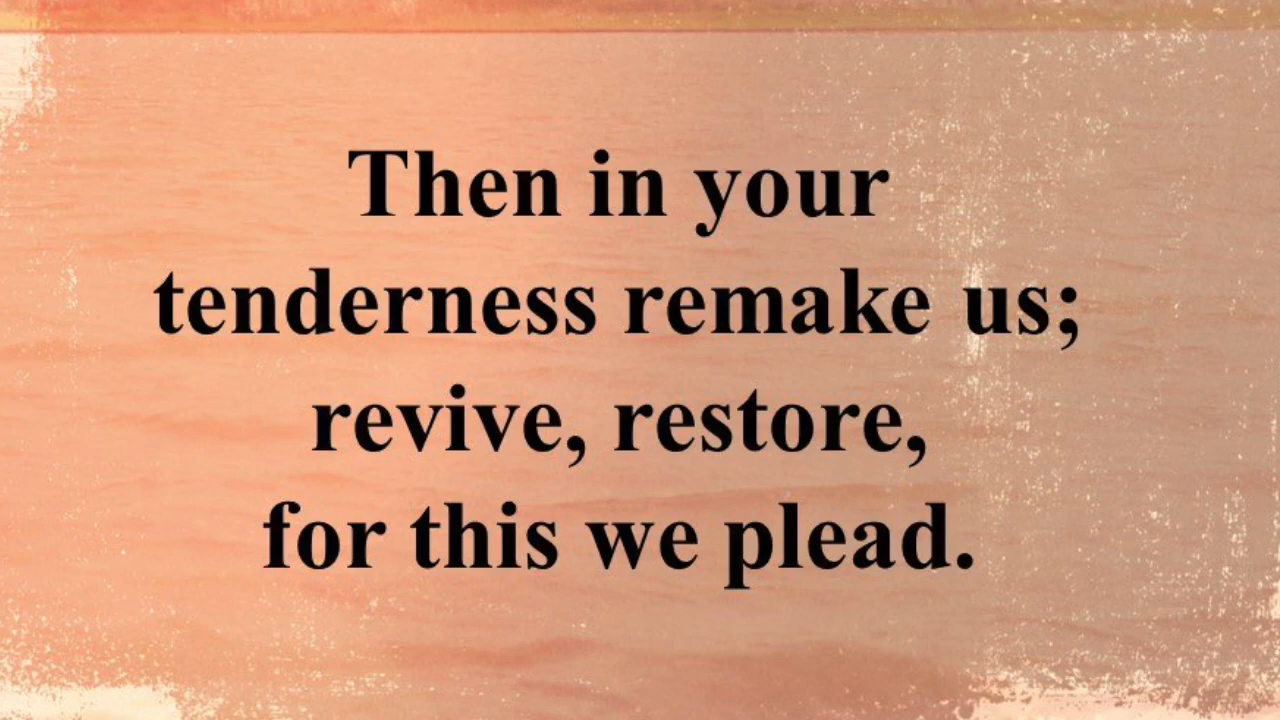 Then in your
tenderness remake us;
revive, restore,
for this we plead.